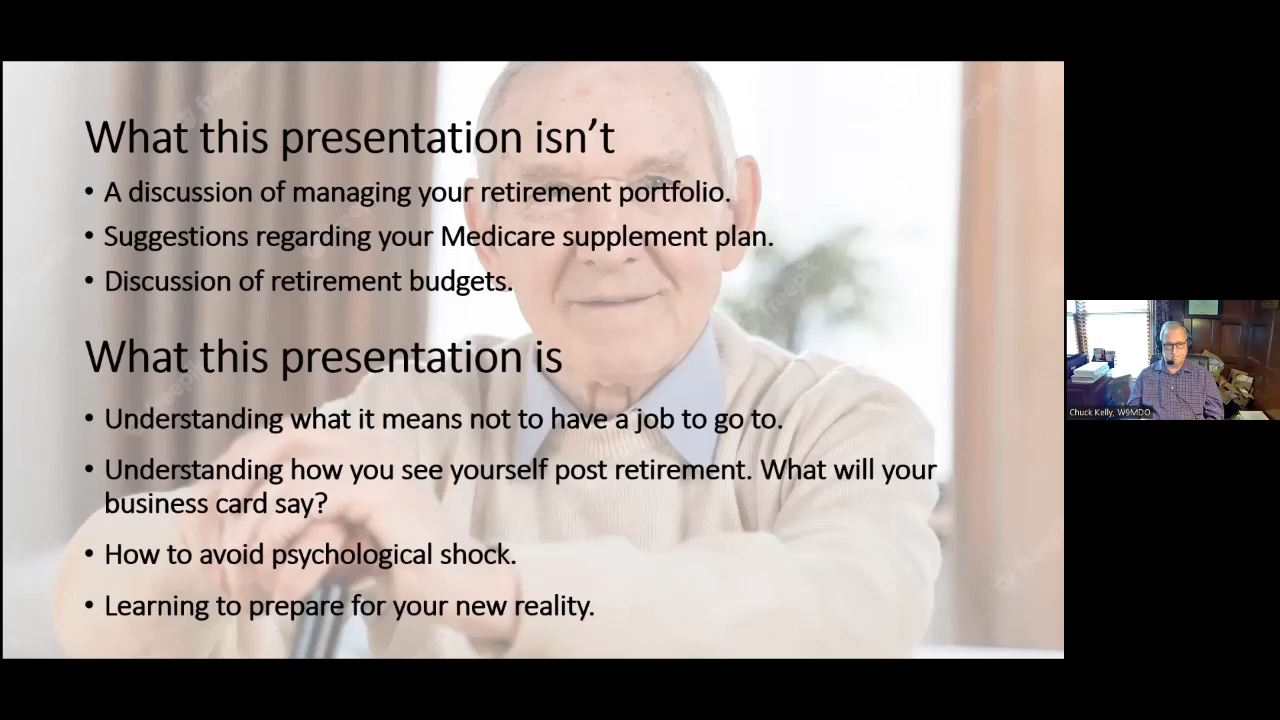 What this presentation isn't
• A discussion of managing your retirement portfolio.
• Suggestions regarding your Medicare supplement plan.
• Discussion of retirement budgets.
What this presentation is
• Understanding what it means not to have a job to go to.
• Understanding how you see yourself post retirement. What will your
business card say?
• How to avoid psychological shock.
• Learning to prepare for your new reality.
Chuck Kelly, W9MDO